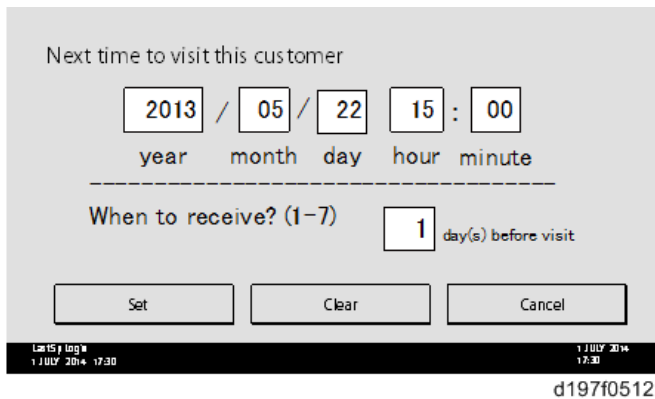 Next time to visit this customer
2013 / 05 / 22 15 : 00
year month day hour minute
When to receive? (1-7) 1 day(s) before visit
Set Clear Cancel
LastSp Login 1 JULY 2014
1 JULY 2014 17:30 17:30
d197f0512